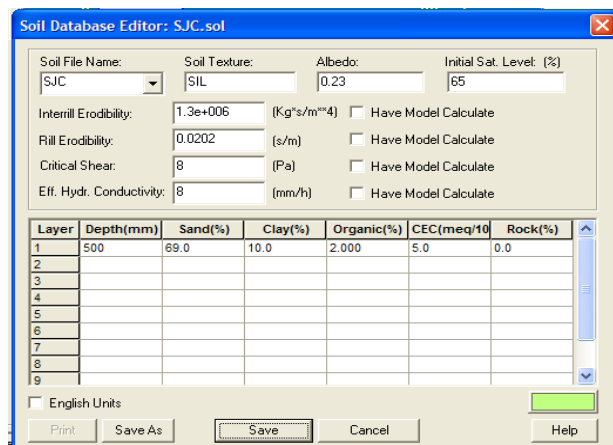 Soil Database Editor: SJC.sol
Soil File Name: Soil Texture: Albedo: Initial Sat. Level: (%)
SJC SIL 0.23 65
Interrill Erodibility: 1.3e+006 (Kg*s/m**4) Have Model Calculate
Rill Erodibility: 0.0202 (s/m) Have Model Calculate
Critical Shear: 8 (Pa) Have Model Calculate
Eff. Hydr. Conductivity: 8 (mm/h) Have Model Calculate
Layer Depth(mm) Sand(%) Clay(%) Organic(%) CEC(meq/10 Rock(%)
1 500 69.0 10.0 2.000 5.0 0.0
2
3
4
5
6
7
8
9
English Units
Print Save As Save Cancel Help